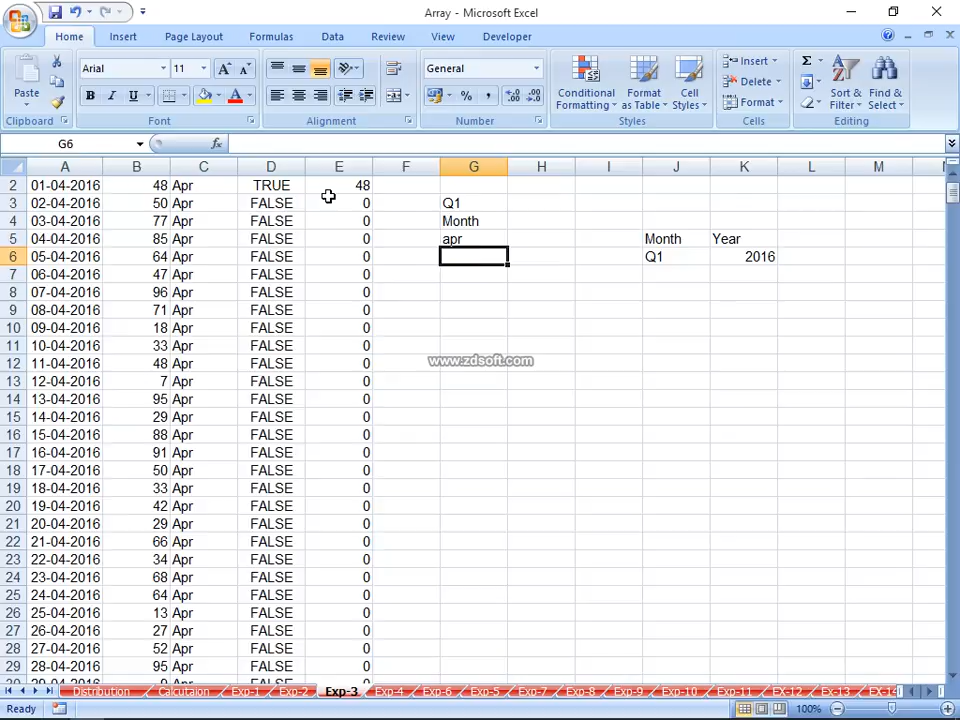 Array - Microsoft Excel
Home Insert Page Layout Formulas Data Review View Developer
Paste Arial 11 General Conditional Formatting Format as Table Cell Styles Insert Delete Format Sort & Filter Find & Select
Clipboard Font Alignment Number Styles Cells Editing
G6 fx
A B C D E F G H I J K L M N
2 01-04-2016 48 Apr TRUE 48
3 02-04-2016 50 Apr FALSE 0 Q1
4 03-04-2016 77 Apr FALSE 0 Month
5 04-04-2016 85 Apr FALSE 0 apr Month Year
6 05-04-2016 64 Apr FALSE 0 Q1 2016
7 06-04-2016 47 Apr FALSE 0
8 07-04-2016 96 Apr FALSE 0
9 08-04-2016 71 Apr FALSE 0
10 09-04-2016 18 Apr FALSE 0
11 10-04-2016 33 Apr FALSE 0
12 11-04-2016 48 Apr FALSE 0 www.zdsoft.com
13 12-04-2016 7 Apr FALSE 0
14 13-04-2016 95 Apr FALSE 0
15 14-04-2016 29 Apr FALSE 0
16 15-04-2016 88 Apr FALSE 0
17 16-04-2016 91 Apr FALSE 0
18 17-04-2016 50 Apr FALSE 0
19 18-04-2016 33 Apr FALSE 0
20 19-04-2016 42 Apr FALSE 0
21 20-04-2016 29 Apr FALSE 0
22 21-04-2016 66 Apr FALSE 0
23 22-04-2016 34 Apr FALSE 0
24 23-04-2016 68 Apr FALSE 0
25 24-04-2016 64 Apr FALSE 0
26 25-04-2016 13 Apr FALSE 0
27 26-04-2016 27 Apr FALSE 0
28 27-04-2016 52 Apr FALSE 0
29 28-04-2016 95 Apr FALSE 0
Distribution Calcutaion Exp-1 Exp-2 Exp-3 Exp-4 Exp-6 Exp-5 Exp-7 Exp-8 Exp-9 Exp-10 Exp-11 EX-12 Ex-13 EX-14
Ready 100%